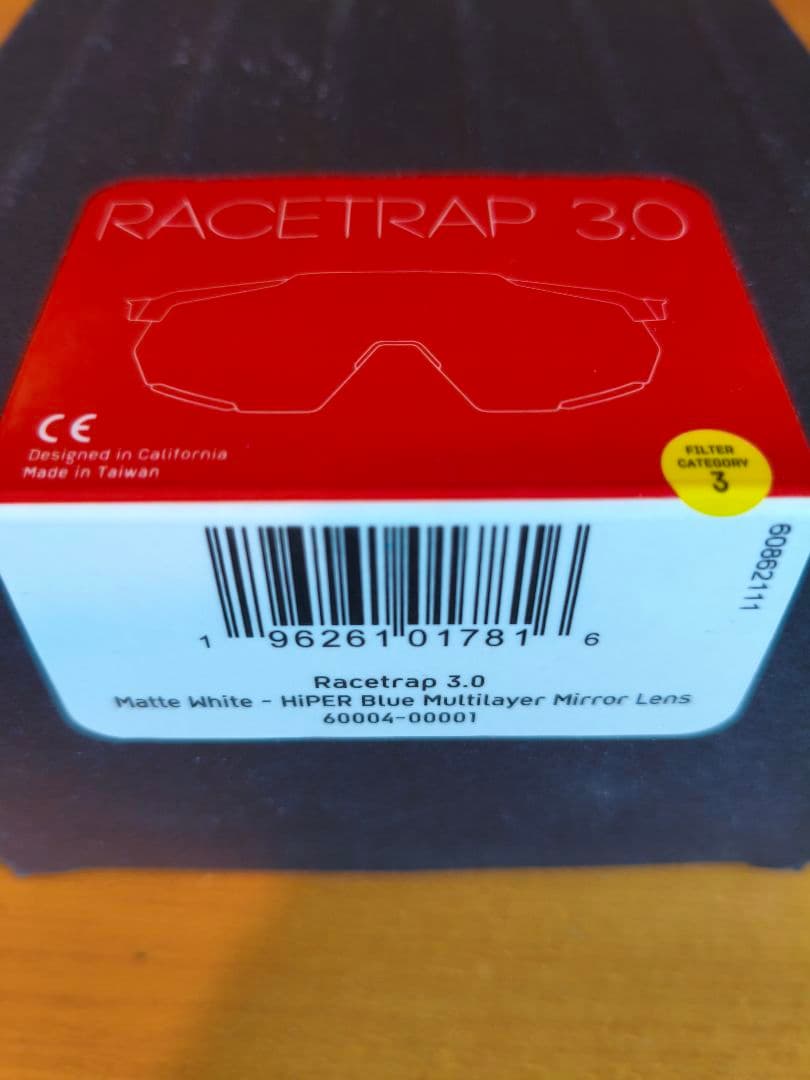 RACETRAP 3.0
CE
Designed in California
Made in Taiwan
FILTER
CATEGORY
3
60862111
1 96261 01781 6
Racetrap 3.0
Matte White - HiPER Blue Multilayer Mirror Lens
60004-00001